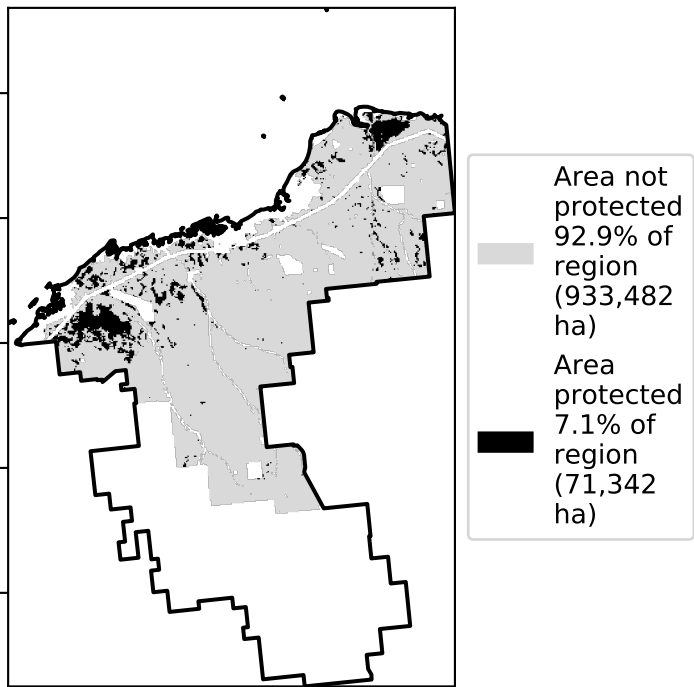 Area not
protected
92.9% of
region
(933,482
ha)
Area
protected
7.1% of
region
(71,342
ha)